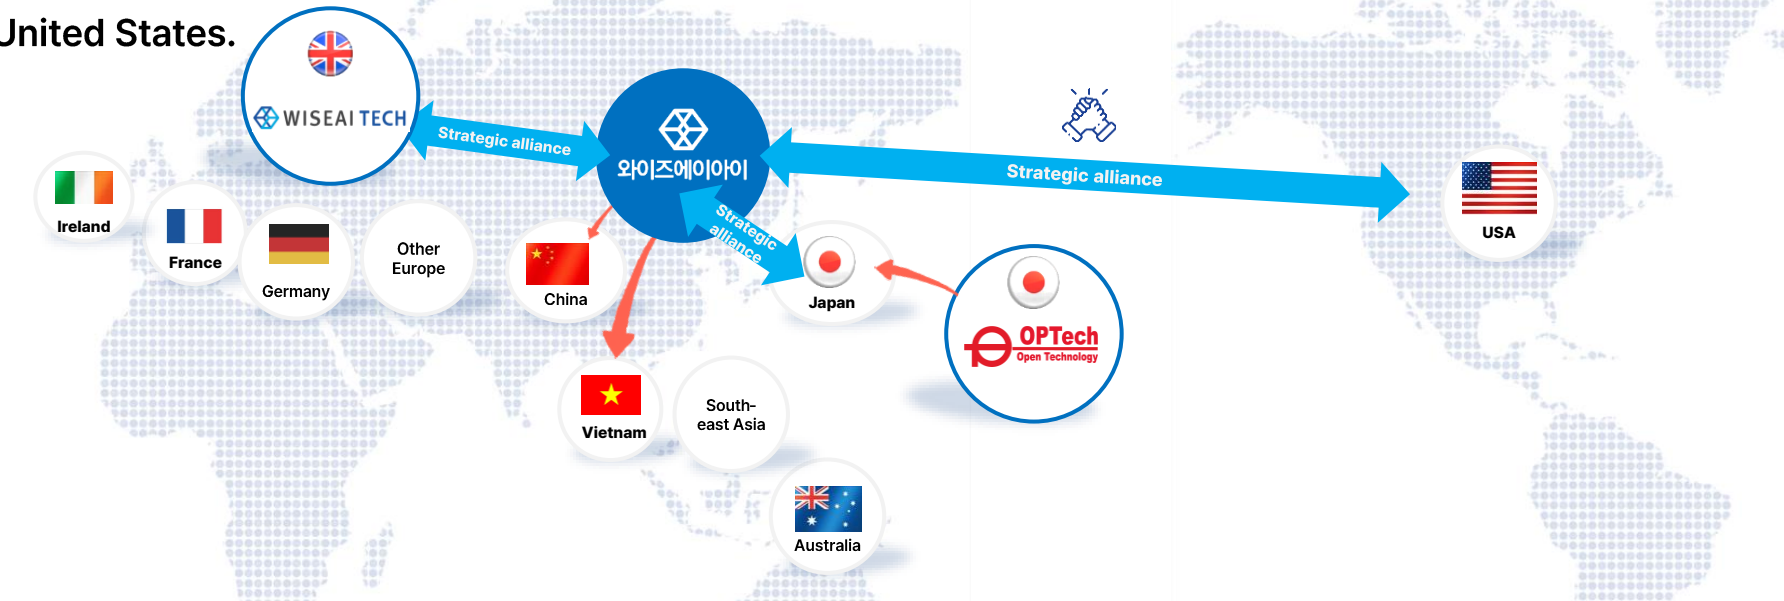 United States.
WISEAI TECH
Strategic alliance
와이즈에이아이
Strategic alliance
Strategic
alliance
Ireland
France
Germany
Other
Europe
China
Japan
USA
OPTech
Open Technology
Vietnam
South-
east Asia
Australia